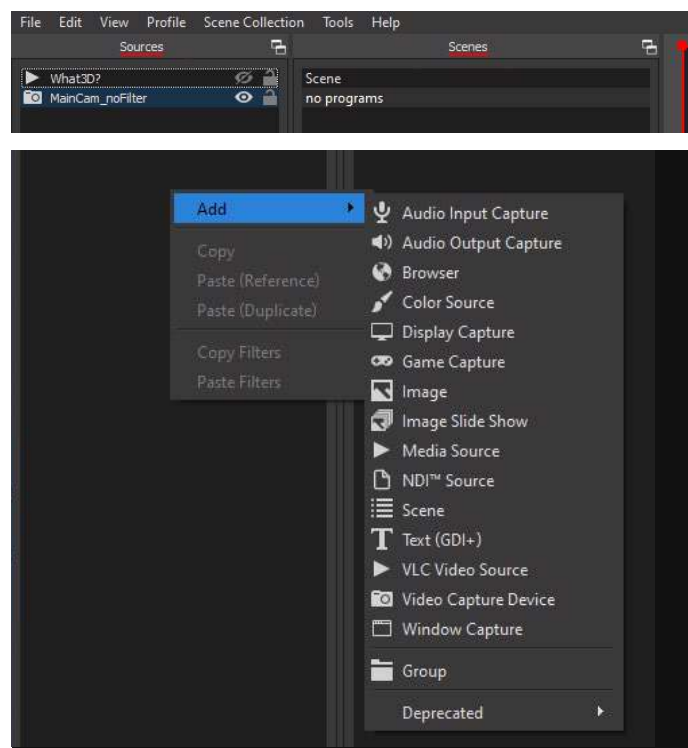 File Edit View Profile Scene Collection Tools Help
Sources
Scenes
What3D?
MainCam_noFilter
Scene
no programs
Add
Copy
Paste (Reference)
Paste (Duplicate)
Copy Filters
Paste Filters
Audio Input Capture
Audio Output Capture
Browser
Color Source
Display Capture
Game Capture
Image
Image Slide Show
Media Source
NDI™ Source
Scene
Text (GDI+)
VLC Video Source
Video Capture Device
Window Capture
Group
Deprecated